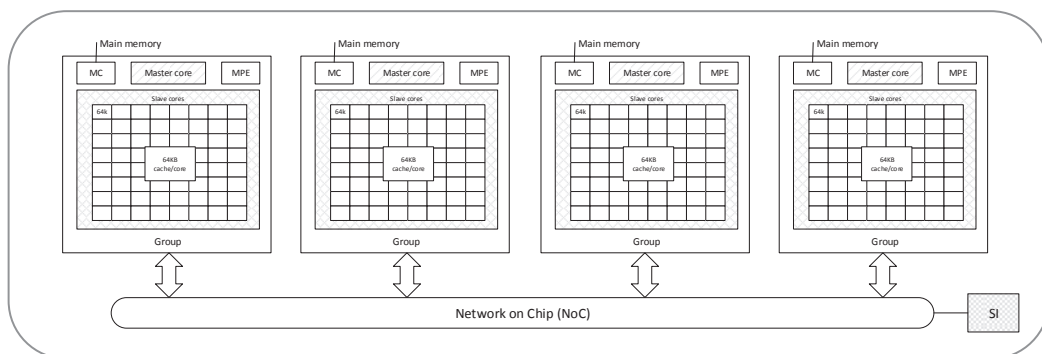 Main memory
Main memory
Main memory
Main memory
MC
Master core
MPE
MC
Master core
MPE
MC
Master core
MPE
MC
Master core
MPE
Slave cores
Slave cores
Slave cores
Slave cores
64k
64k
64k
64k
64KB
cache/core
64KB
cache/core
64KB
cache/core
64KB
cache/core
Group
Group
Group
Group
Network on Chip (NoC)
SI